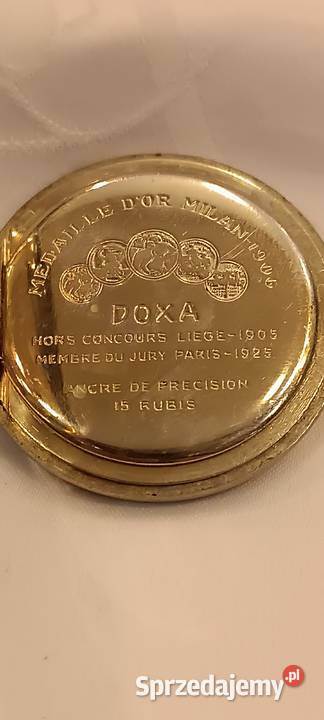 MEDAILLE D'OR MILAN 1906
DOXA
HORS CONCOURS LIEGE-1905
MEMBRE DU JURY PARIS-1925
ANCRE DE PRECISION
15 RUBIS
Sprzedajemy.pl